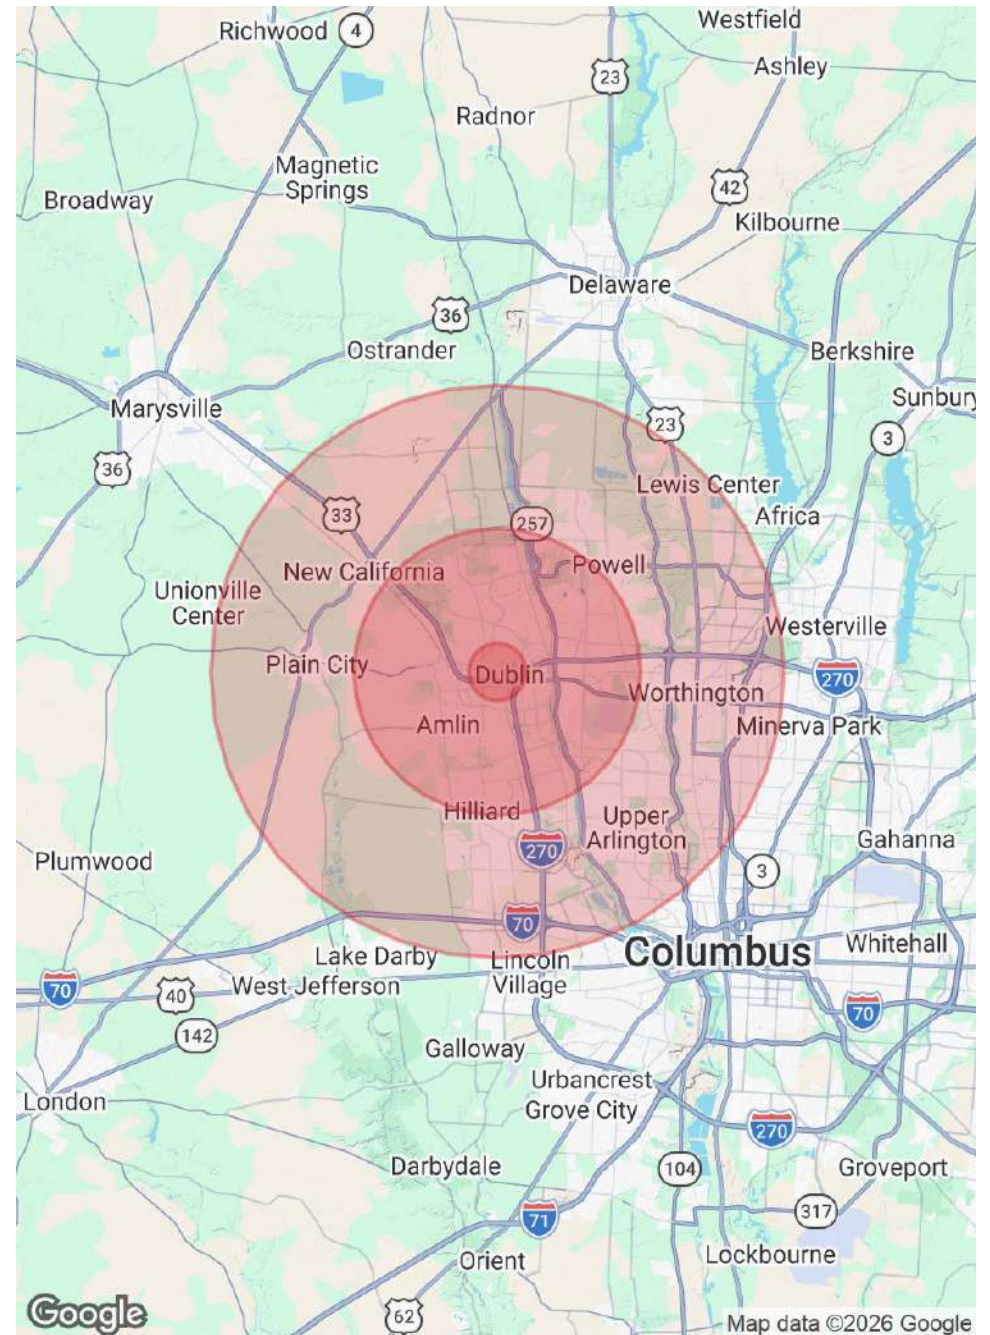 Westfield
Richwood
4
Ashley
23
Radnor
Magnetic
Springs
42
Broadway
Kilbourne
Delaware
36
Ostrander
Berkshire
Sunbury
Marysville
23
3
36
Lewis Center
33
Africa
257
New California
Powell
Unionville
Center
Westerville
Plain City
Dublin
270
Worthington
Amlin
Minerva Park
Hilliard
Upper
Arlington
270
Gahanna
Plumwood
3
70
Columbus
Whitehall
Lake Darby
Lincoln
Village
70
40
West Jefferson
70
142
Galloway
Urbancrest
London
Grove City
270
Darbydale
104
Groveport
71
317
Orient
Lockbourne
Google
62
Map data ©2026 Google